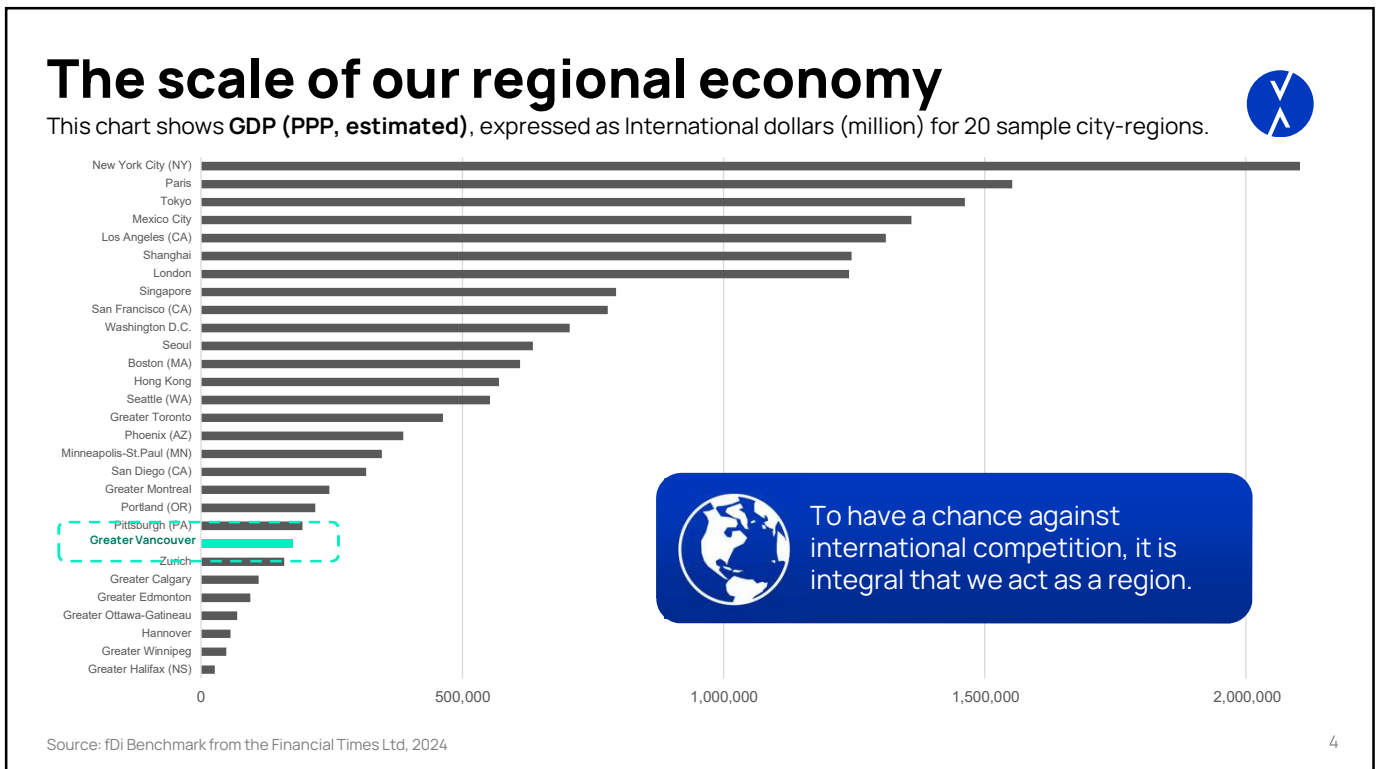 The scale of our regional economy
This chart shows GDP (PPP, estimated), expressed as International dollars (million) for 20 sample city-regions.
New York City (NY)
Paris
Tokyo
Mexico City
Los Angeles (CA)
Shanghai
London
Singapore
San Francisco (CA)
Washington D.C.
Seoul
Boston (MA)
Hong Kong
Seattle (WA)
Greater Toronto
Phoenix (AZ)
Minneapolis-St.Paul (MN)
San Diego (CA)
Greater Montreal
Portland (OR)
Pittsburgh (PA)
Greater Vancouver
Zurich
Greater Calgary
Greater Edmonton
Greater Ottawa-Gatineau
Hannover
Greater Winnipeg
Greater Halifax (NS)
To have a chance against
international competition, it is
integral that we act as a region.
0 500,000 1,000,000 1,500,000 2,000,000
Source: fDi Benchmark from the Financial Times Ltd, 2024
4